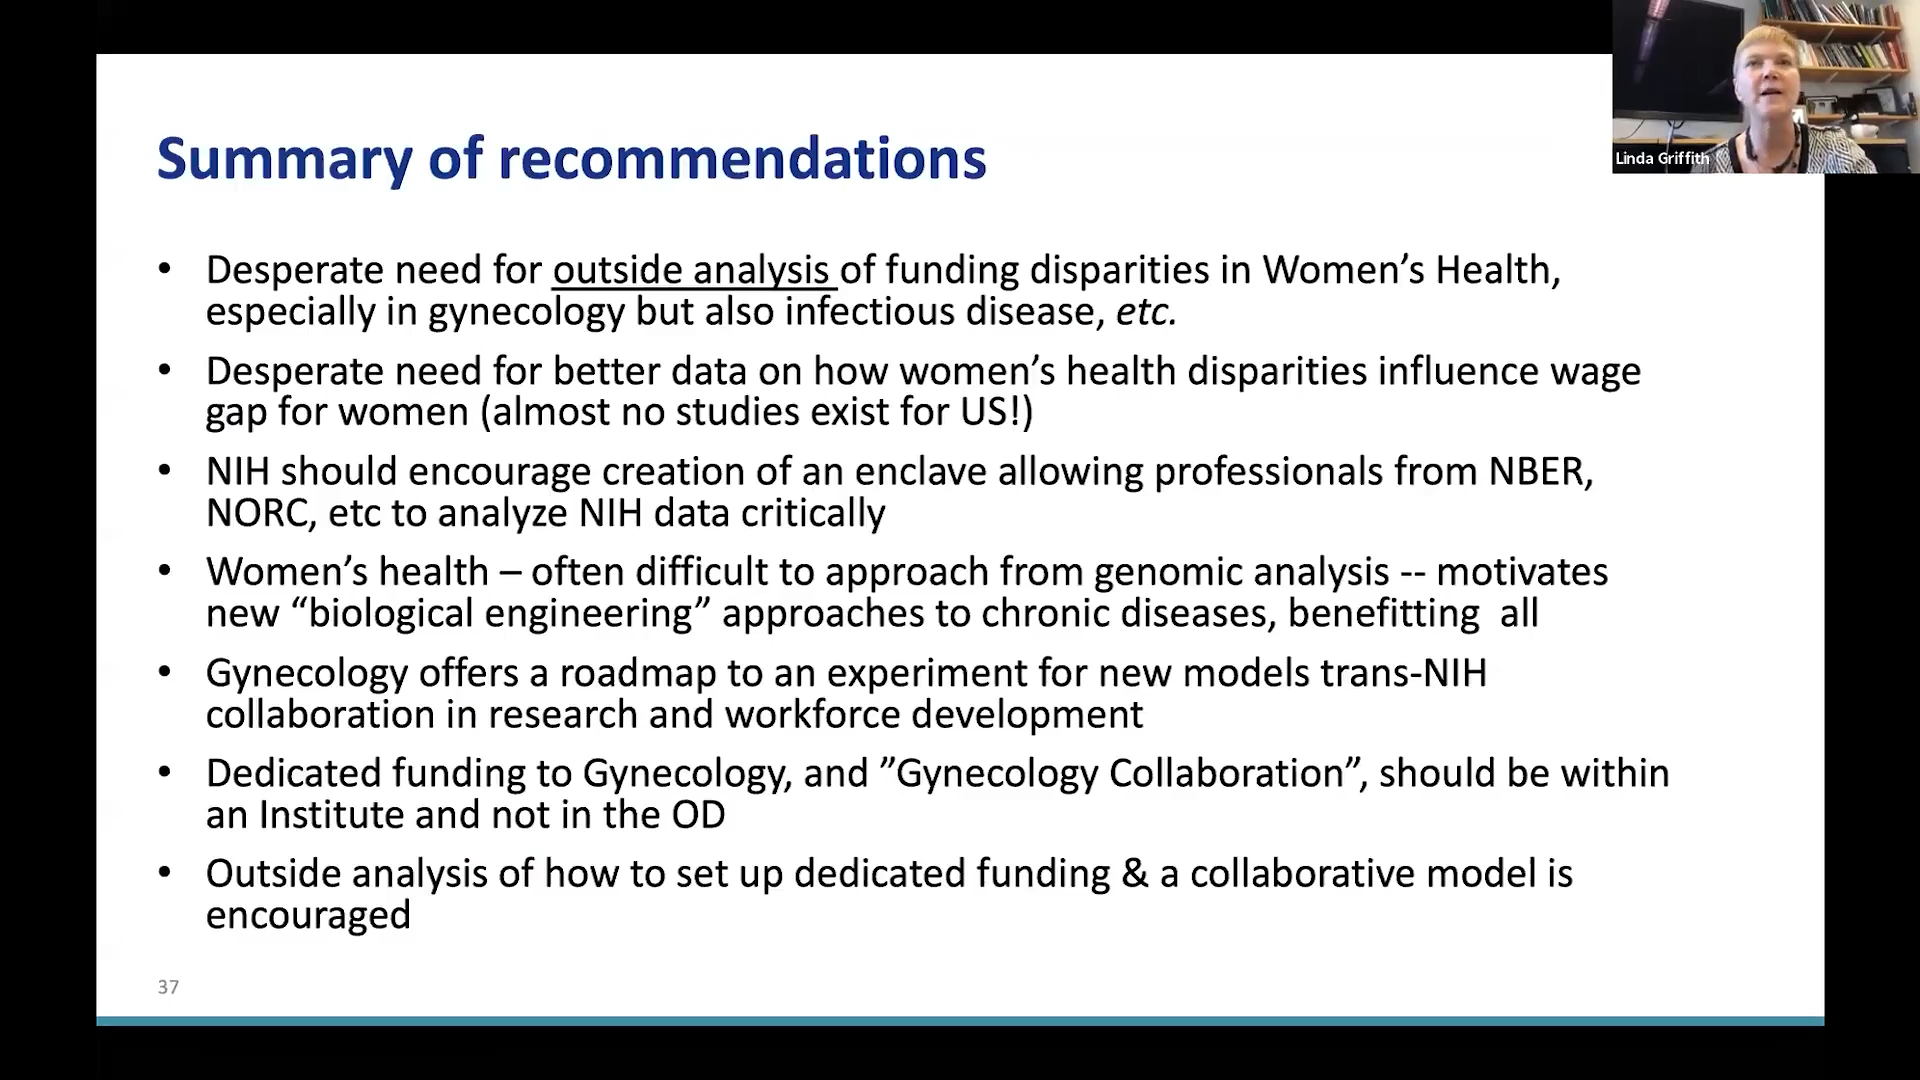 Linda Griffith
Summary of recommendations
• Desperate need for outside analysis of funding disparities in Women’s Health,
especially in gynecology but also infectious disease, etc.
• Desperate need for better data on how women’s health disparities influence wage
gap for women (almost no studies exist for US!)
• NIH should encourage creation of an enclave allowing professionals from NBER,
NORC, etc to analyze NIH data critically
• Women’s health – often difficult to approach from genomic analysis -- motivates
new “biological engineering” approaches to chronic diseases, benefitting  all
• Gynecology offers a roadmap to an experiment for new models trans-NIH
collaboration in research and workforce development
• Dedicated funding to Gynecology, and ”Gynecology Collaboration”, should be within
an Institute and not in the OD
• Outside analysis of how to set up dedicated funding & a collaborative model is
encouraged
37